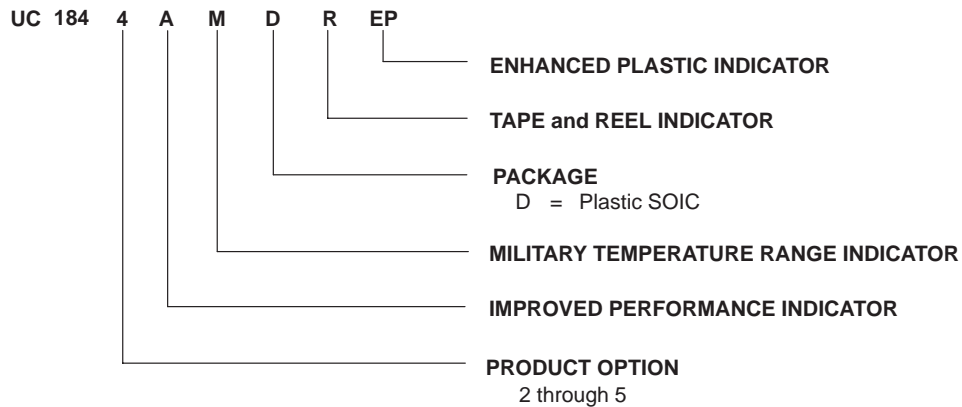 UC 184 4 A M D R EP
ENHANCED PLASTIC INDICATOR
TAPE and REEL INDICATOR
PACKAGE
D = Plastic SOIC
MILITARY TEMPERATURE RANGE INDICATOR
IMPROVED PERFORMANCE INDICATOR
PRODUCT OPTION
2 through 5